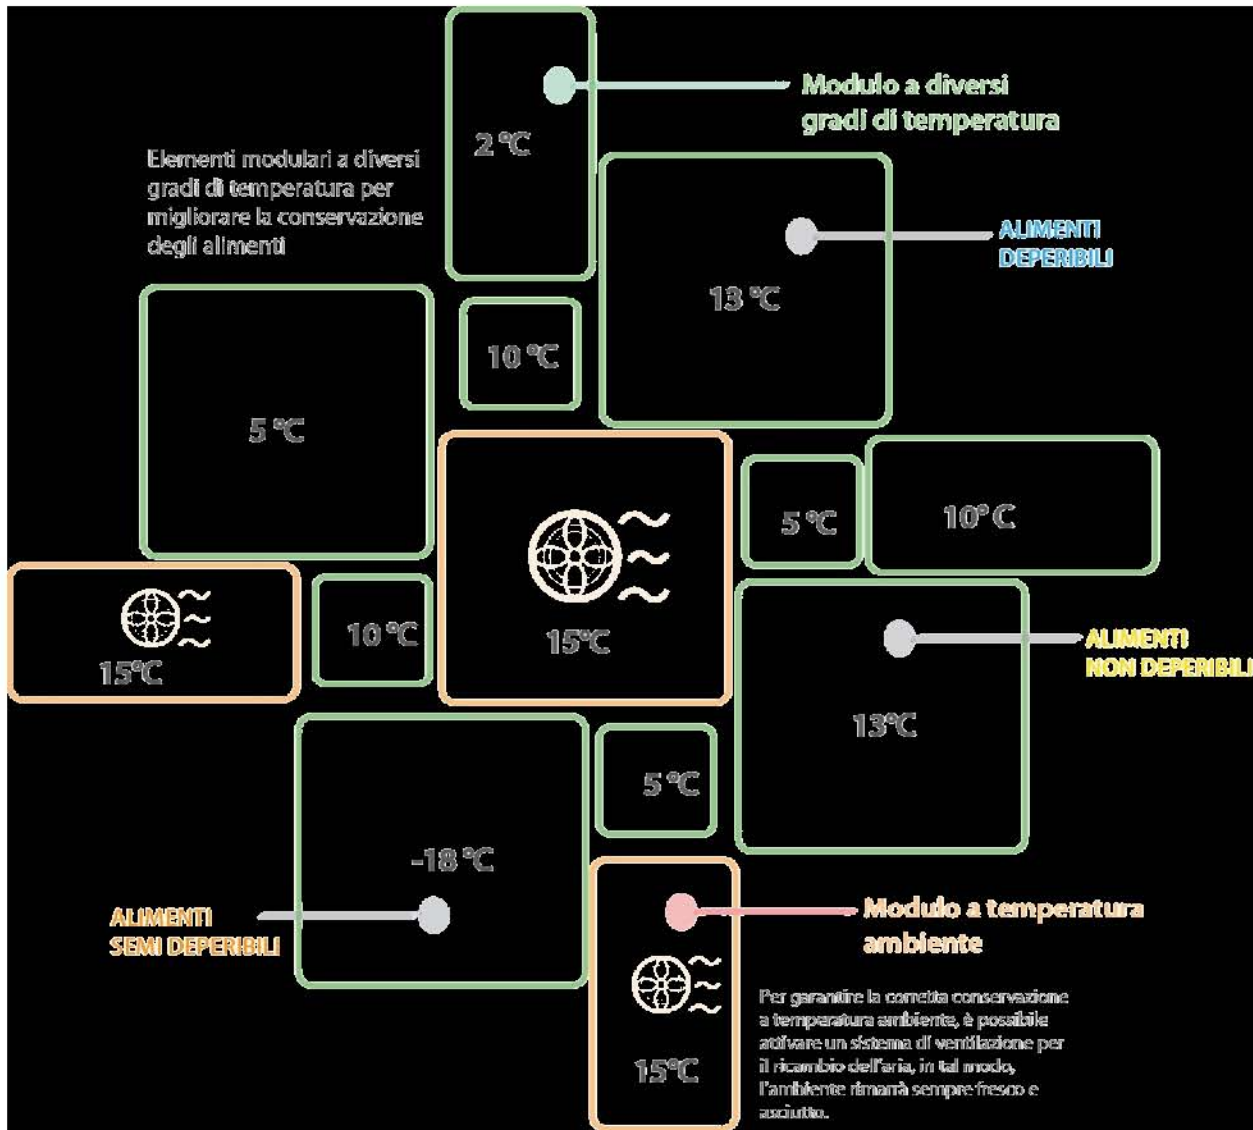 Modulo a diversi
gradi di temperatura
2 °C
Elementi modulari a diversi
gradi di temperatura per
migliorare la conservazione
degli alimenti
ALIMENTI
DEPERIBILI
13 °C
10 °C
5 °C
5 °C
10° C
15°C
10 °C
15°C
ALIMENTI
NON DEPERIBILI
13°C
5 °C
-18 °C
ALIMENTI
SEMI DEPERIBILI
Modulo a temperatura
ambiente
Per garantire la corretta conservazione
a temperatura ambiente, è possibile
attivare un sistema di ventilazione per
il ricambio dell'aria, in tal modo,
l'ambiente rimarrà sempre fresco e
asciutto.
15°C